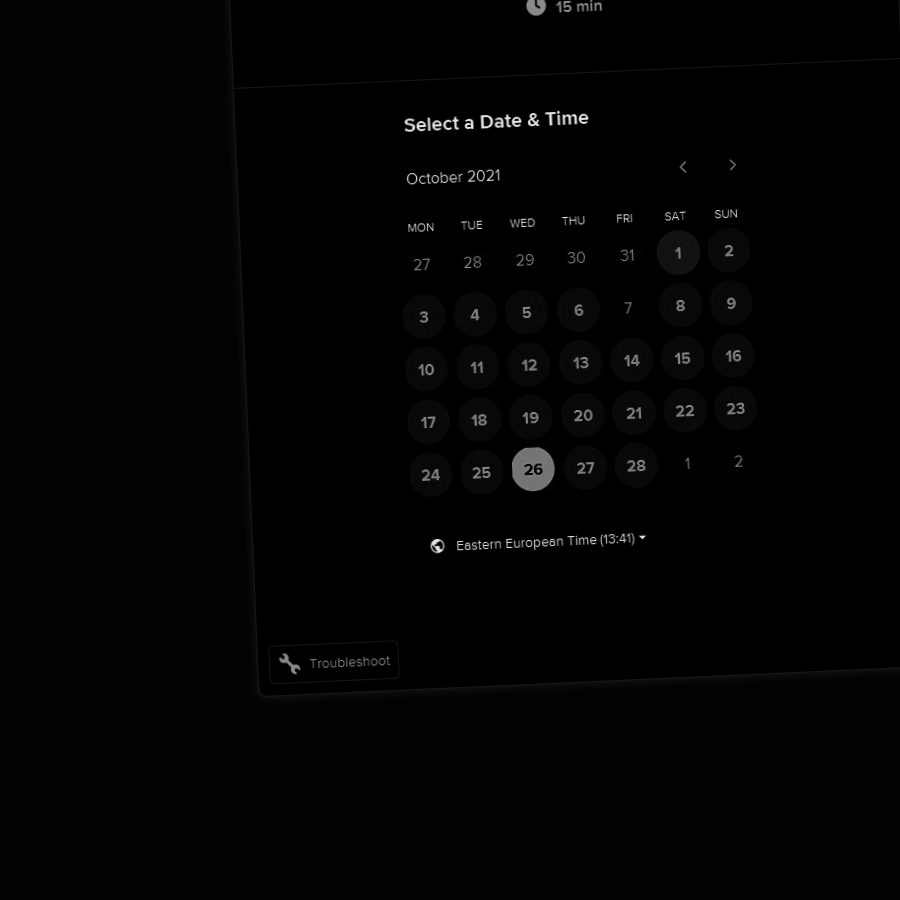 15 min
Select a Date & Time
October 2021
MON TUE WED THU FRI SAT SUN
27 28 29 30 31 1 2
3 4 5 6 7 8 9
10 11 12 13 14 15 16
17 18 19 20 21 22 23
24 25 26 27 28 1 2
Eastern European Time (13:41)
Troubleshoot